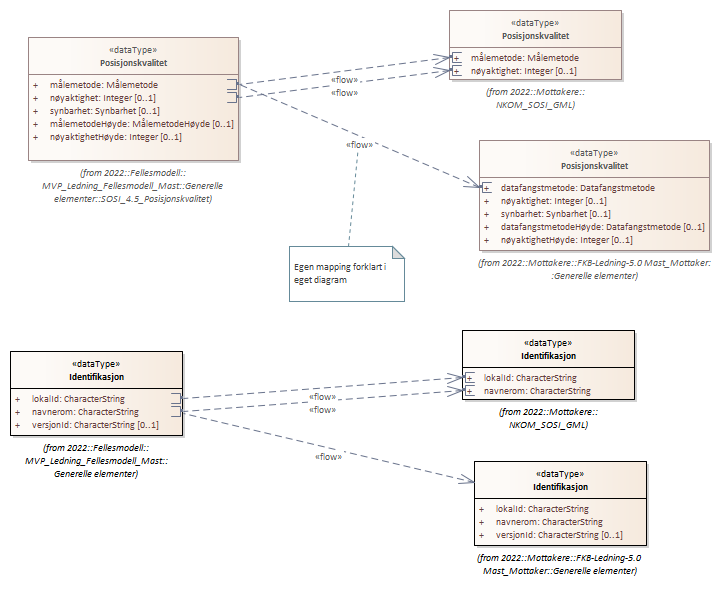 «dataType»
Posisjonskvalitet
+ målemetode: Målemetode
+ nøyaktighet: Integer [0..1]
+ synbarhet: Synbarhet [0..1]
+ målemetodeHøyde: MålemetodeHøyde [0..1]
+ nøyaktighetHøyde: Integer [0..1]
(from 2022::Fellesmodell::
MVP_Ledning_Fellesmodell_Mast::Generelle
elementer::SOSI_4.5_Posisjonskvalitet)
«flow»
«flow»
«flow»
«dataType»
Posisjonskvalitet
+ målemetode: Målemetode
+ nøyaktighet: Integer [0..1]
(from 2022::Mottakere::
NKOM_SOSI_GML)
«dataType»
Posisjonskvalitet
+ datafangstmetode: Datafangstmetode
+ nøyaktighet: Integer [0..1]
+ synbarhet: Synbarhet [0..1]
+ datafangstmetodeHøyde: Datafangstmetode [0..1]
+ nøyaktighetHøyde: Integer [0..1]
(from 2022::Mottakere::FKB-Ledning-5.0 Mast_Mottaker:
:Generelle elementer)
Egen mapping forklart i
eget diagram
«dataType»
Identifikasjon
+ lokalId: CharacterString
+ navnerom: CharacterString
+ versjonId: CharacterString [0..1]
(from 2022::Fellesmodell::
MVP_Ledning_Fellesmodell_Mast::
Generelle elementer)
«flow»
«flow»
«flow»
«dataType»
Identifikasjon
+ lokalId: CharacterString
+ navnerom: CharacterString
(from 2022::Mottakere::
NKOM_SOSI_GML)
«dataType»
Identifikasjon
+ lokalId: CharacterString
+ navnerom: CharacterString
+ versjonId: CharacterString [0..1]
(from 2022::Mottakere::FKB-Ledning-5.0
Mast_Mottaker::Generelle elementer)